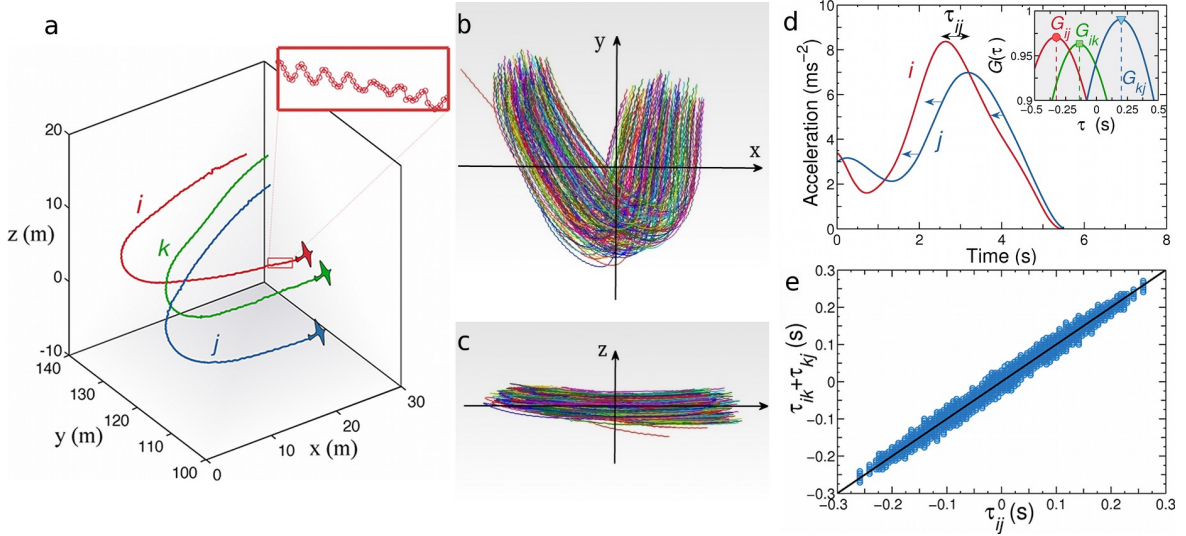 a
z (m)
20
10
0
-10
140
130
120
110
100
y (m)
0
10
20
30
x (m)
i
k
j
b
y
x
c
z
d
Acceleration (ms⁻²)
10
8
6
4
2
0
0 2 4 6 8
Time (s)
τij
i
j
G(τ)
1
0.95
0.9
Gij
Gik
Gkj
-0.5 -0.25 0 0.25 0.5
τ (s)
e
τik+τkj (s)
0.3
0.2
0.1
0
−0.1
−0.2
−0.3
−0.3 −0.2 −0.1 0 0.1 0.2 0.3
τij (s)